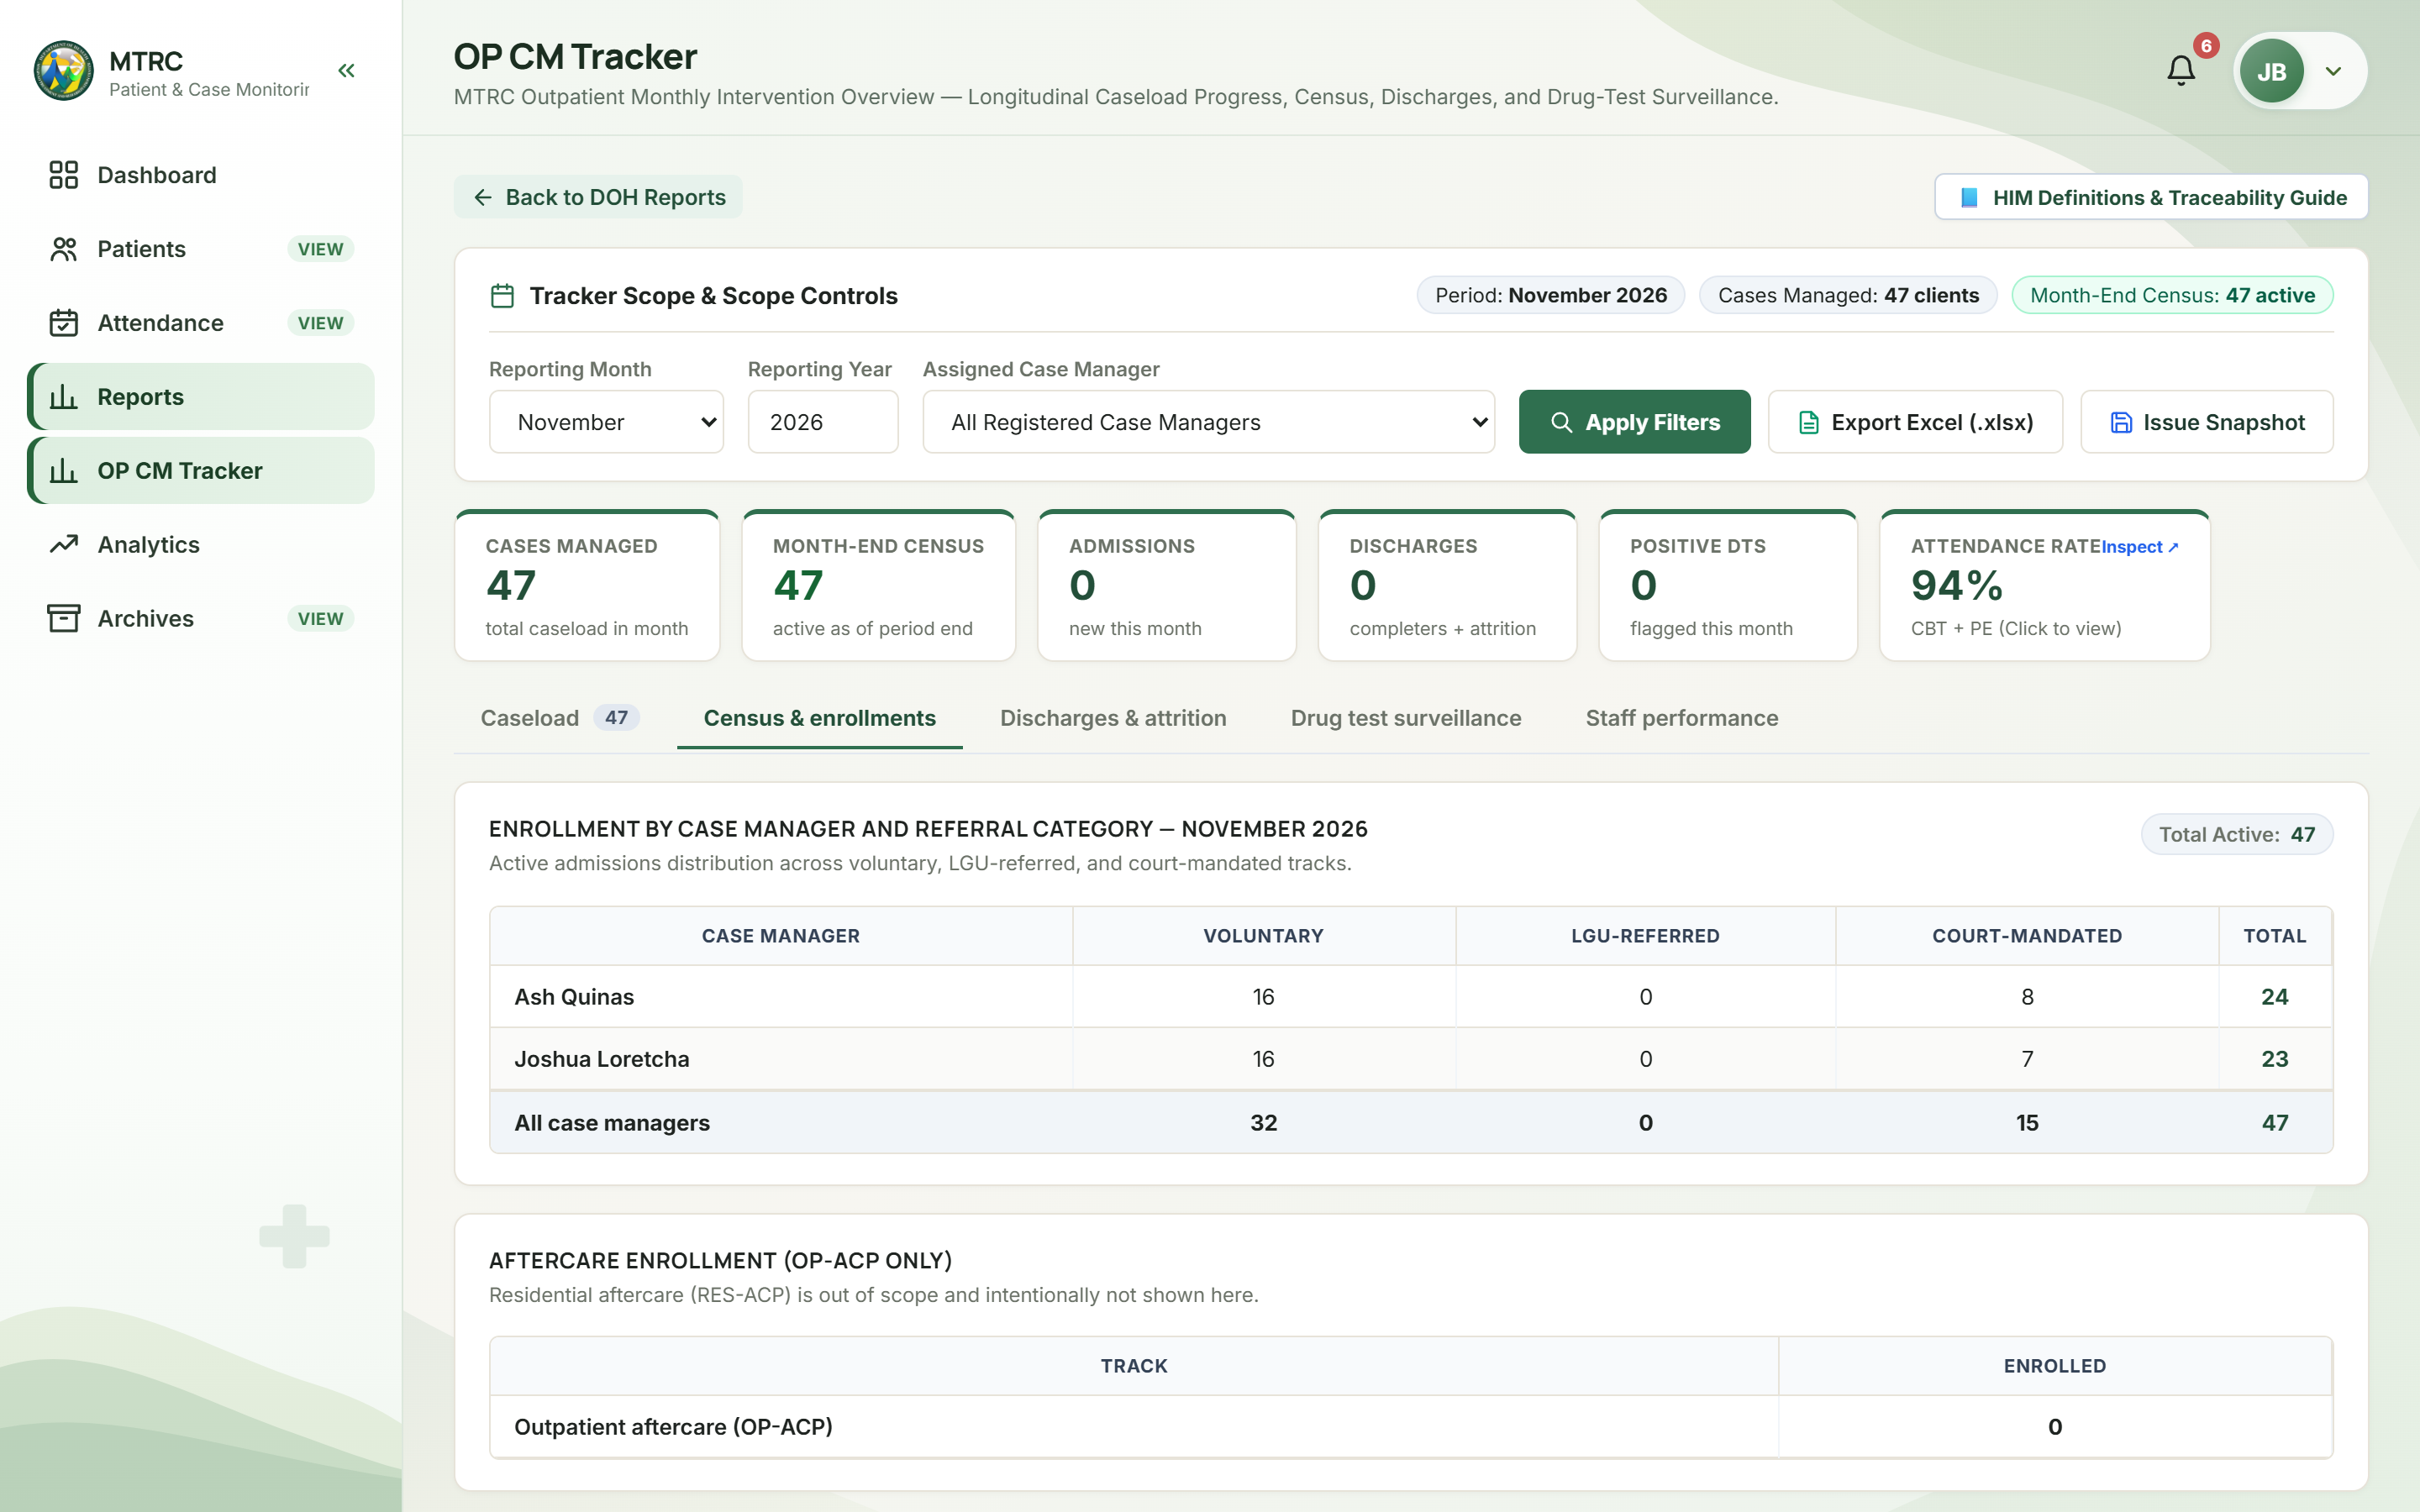 MTRC
Patient & Case Monitorin
Dashboard
Patients VIEW
Attendance VIEW
Reports
OP CM Tracker
Analytics
Archives VIEW
OP CM Tracker
MTRC Outpatient Monthly Intervention Overview — Longitudinal Caseload Progress, Census, Discharges, and Drug-Test Surveillance.
6
JB
Back to DOH Reports
HIM Definitions & Traceability Guide
Tracker Scope & Scope Controls
Period: November 2026
Cases Managed: 47 clients
Month-End Census: 47 active
Reporting Month
Reporting Year
Assigned Case Manager
November
2026
All Registered Case Managers
Apply Filters
Export Excel (.xlsx)
Issue Snapshot
CASES MANAGED
47
total caseload in month
MONTH-END CENSUS
47
active as of period end
ADMISSIONS
0
new this month
DISCHARGES
0
completers + attrition
POSITIVE DTS
0
flagged this month
ATTENDANCE RATE Inspect ↗
94%
CBT + PE (Click to view)
Caseload 47
Census & enrollments
Discharges & attrition
Drug test surveillance
Staff performance
ENROLLMENT BY CASE MANAGER AND REFERRAL CATEGORY — NOVEMBER 2026
Active admissions distribution across voluntary, LGU-referred, and court-mandated tracks.
Total Active: 47
CASE MANAGER VOLUNTARY LGU-REFERRED COURT-MANDATED TOTAL
Ash Quinas 16 0 8 24
Joshua Loretcha 16 0 7 23
All case managers 32 0 15 47
AFTERCARE ENROLLMENT (OP-ACP ONLY)
Residential aftercare (RES-ACP) is out of scope and intentionally not shown here.
TRACK ENROLLED
Outpatient aftercare (OP-ACP) 0